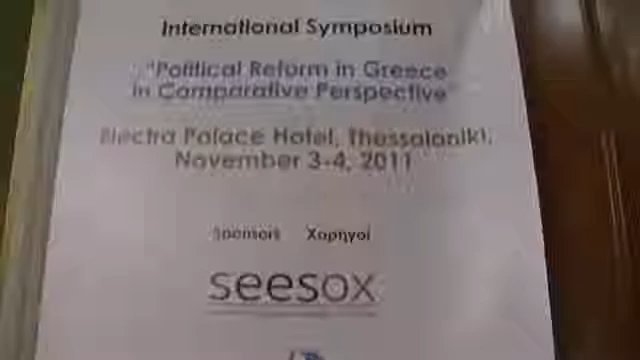 International Symposium
"Political Reform in Greece
in Comparative Perspective"
Electra Palace Hotel, Thessaloniki,
November 3-4, 2011
Sponsors Χορηγοί
seesox